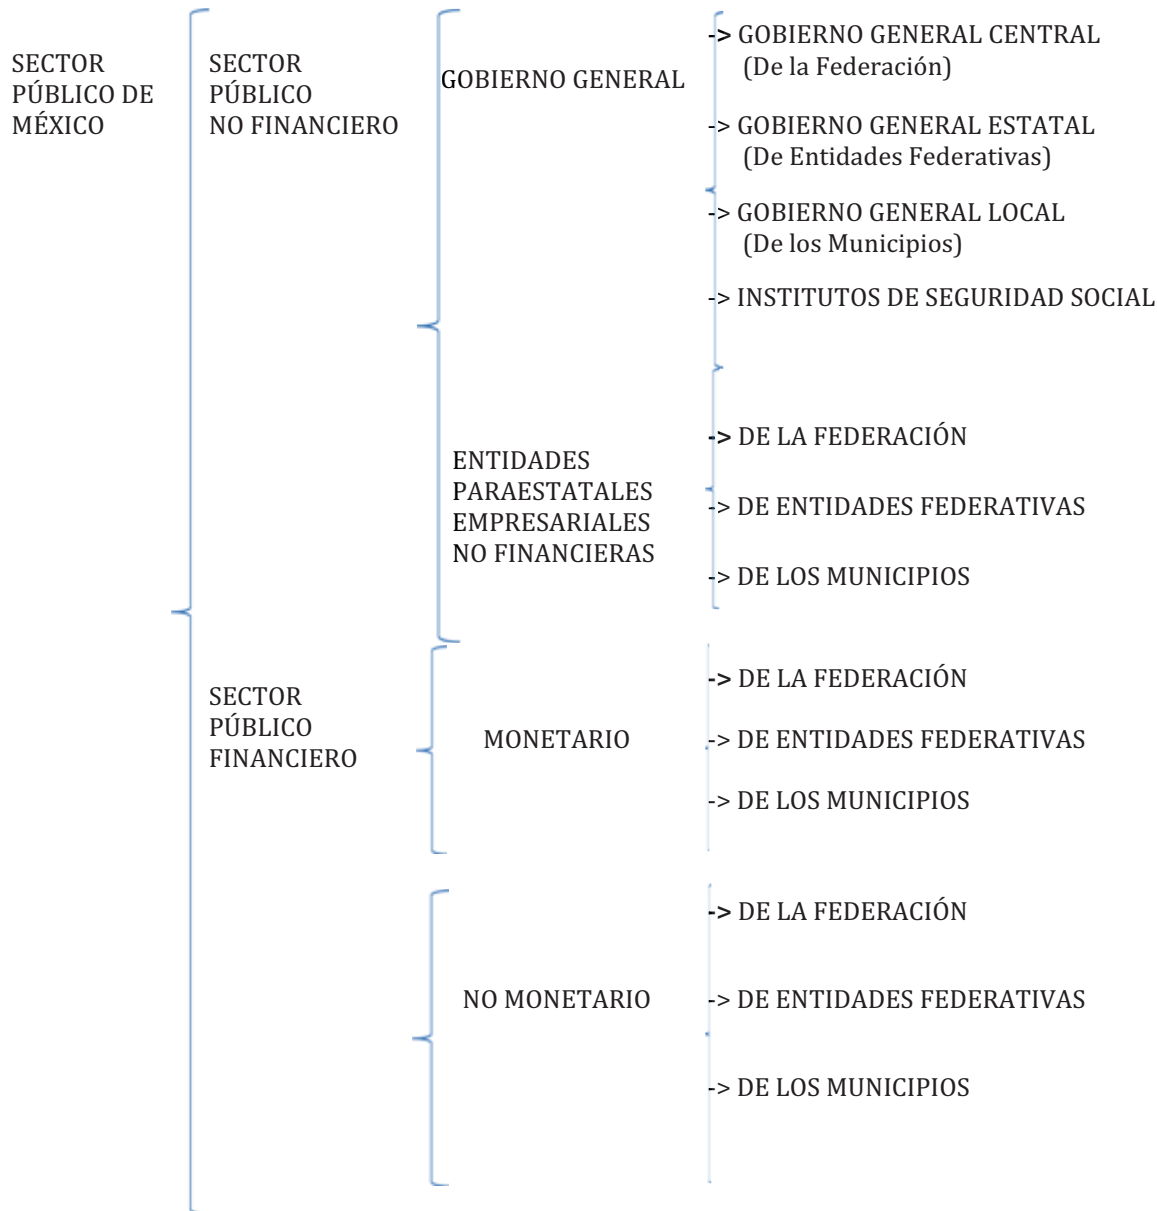 SECTOR
PÚBLICO DE
MÉXICO
SECTOR
PÚBLICO
NO FINANCIERO
GOBIERNO GENERAL
-> GOBIERNO GENERAL CENTRAL
(De la Federación)
-> GOBIERNO GENERAL ESTATAL
(De Entidades Federativas)
-> GOBIERNO GENERAL LOCAL
(De los Municipios)
-> INSTITUTOS DE SEGURIDAD SOCIAL
ENTIDADES
PARAESTATALES
EMPRESARIALES
NO FINANCIERAS
-> DE LA FEDERACIÓN
-> DE ENTIDADES FEDERATIVAS
-> DE LOS MUNICIPIOS
SECTOR
PÚBLICO
FINANCIERO
MONETARIO
-> DE LA FEDERACIÓN
-> DE ENTIDADES FEDERATIVAS
-> DE LOS MUNICIPIOS
NO MONETARIO
-> DE LA FEDERACIÓN
-> DE ENTIDADES FEDERATIVAS
-> DE LOS MUNICIPIOS